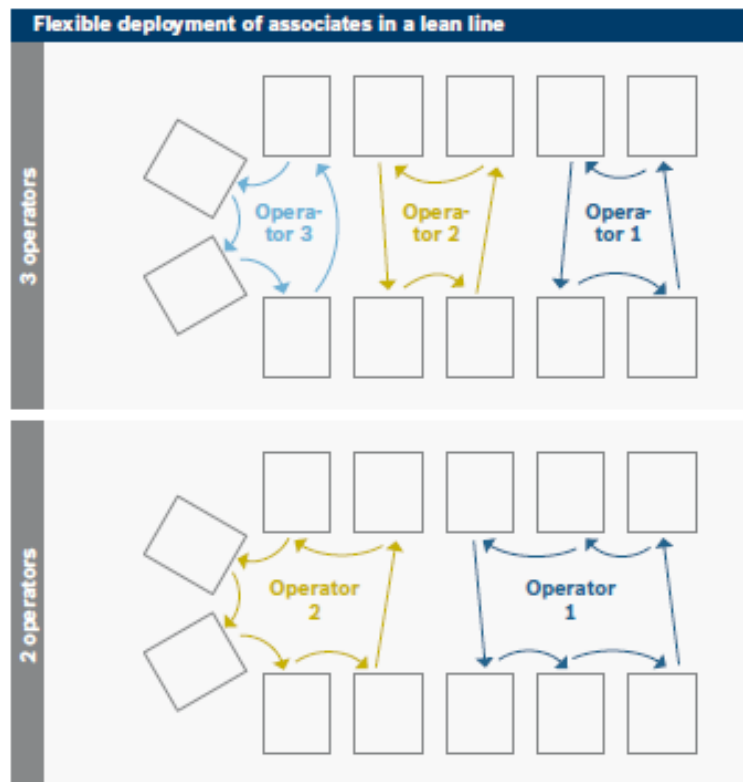 Flexible deployment of associates in a lean line
3 operators
Opera-
tor 3
Opera-
tor 2
Opera-
tor 1
2 operators
Operator
2
Operator
1